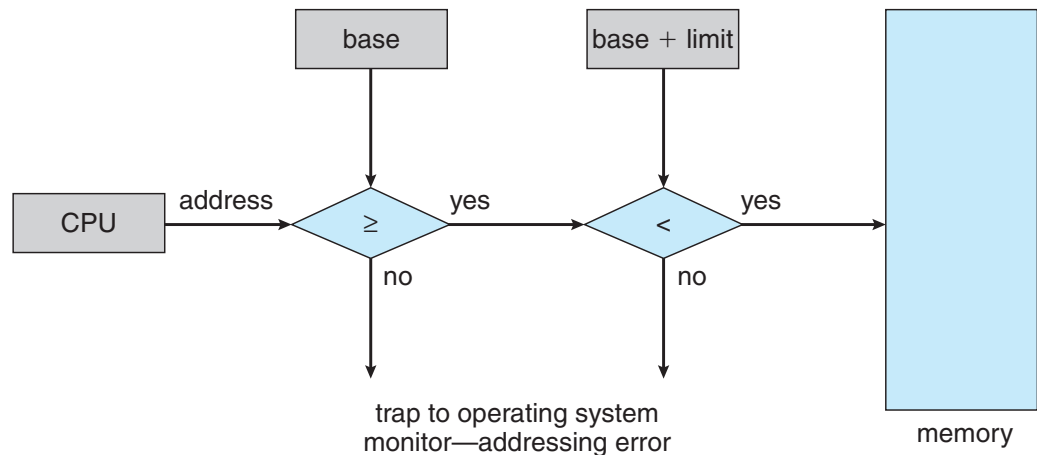 base
base + limit
CPU
address
≥
yes
<
yes
no
no
trap to operating system
monitor—addressing error
memory